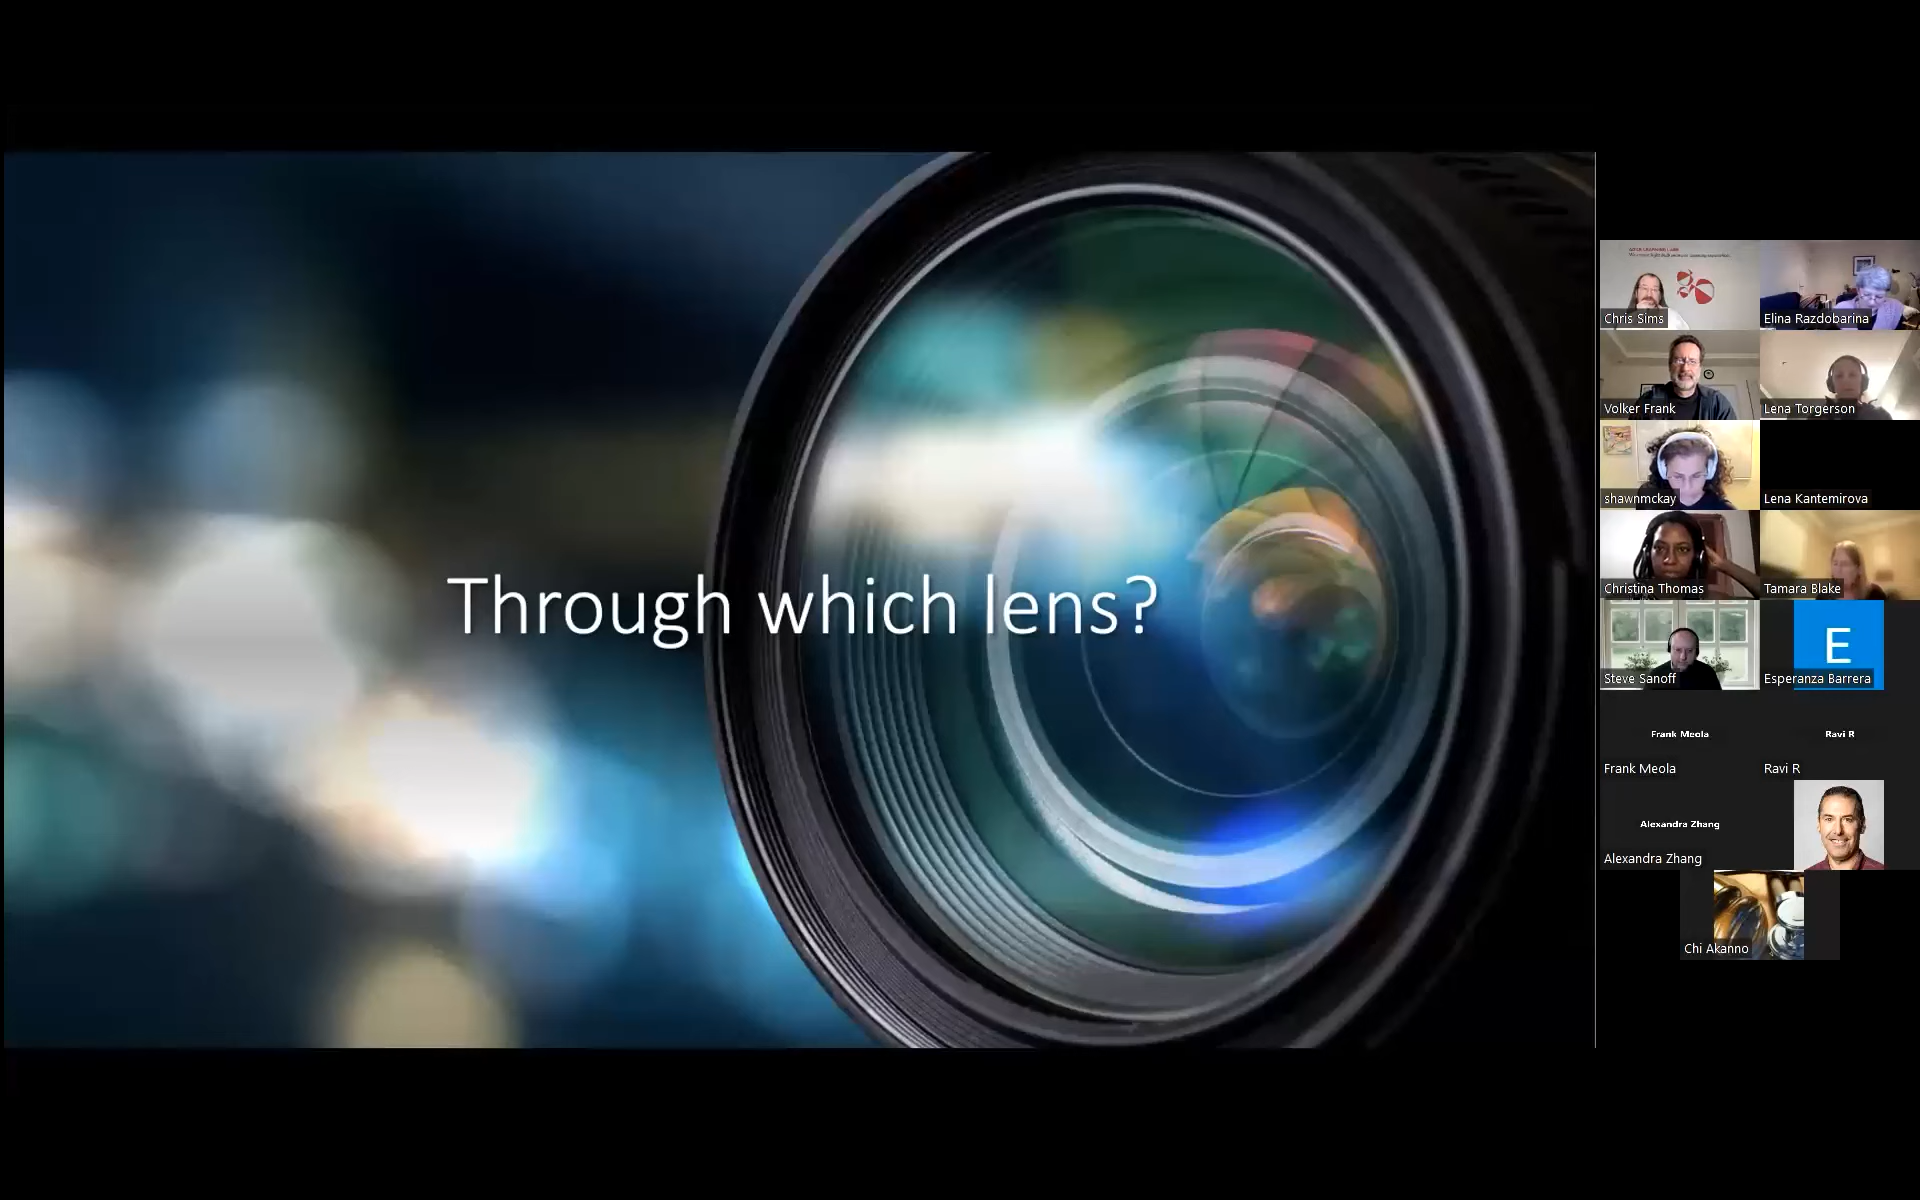 Through which lens?
Chris Sims
Elina Razdobarina
Volker Frank
Lena Torgerson
shawnmckay
Lena Kantemirova
Christina Thomas
Tamara Blake
Steve Sanoff
E
Esperanza Barrera
Frank Meola
Ravi R
Frank Meola
Ravi R
Alexandra Zhang
Alexandra Zhang
Chi Akanno